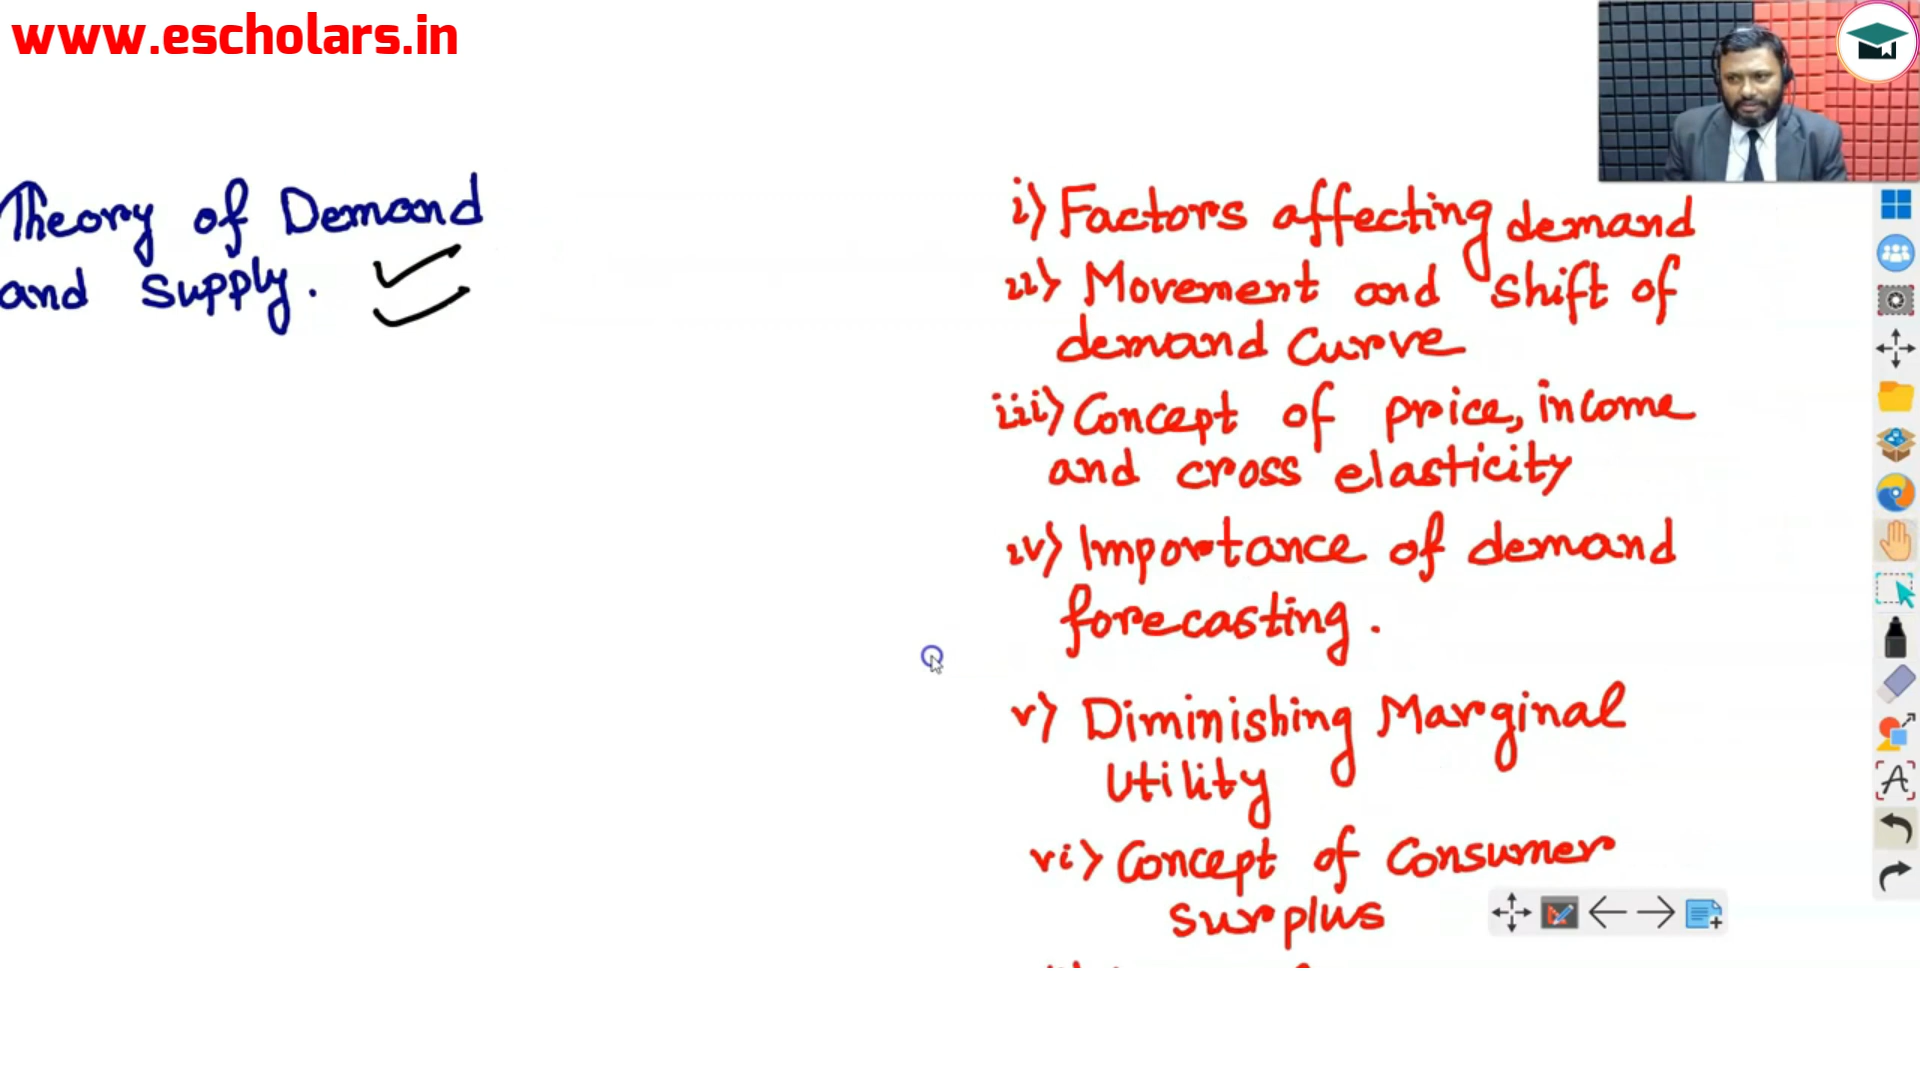 www.escholars.in
Theory of Demand
and supply.
i) Factors affecting demand
ii) Movement and shift of
demand curve
iii) Concept of price, income
and cross elasticity
iv) Importance of demand
forecasting.
v) Diminishing Marginal
Utility
vi) Concept of Consumer
surplus